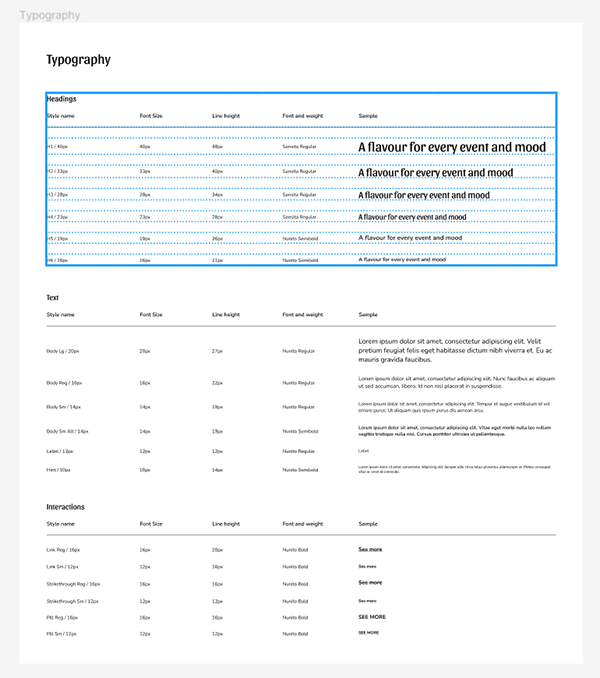 Typography
Typography
Headings
Style name Font Size Line height Font and weight Sample
H1 / 40px 40px 48px Sansita Regular A flavour for every event and mood
H2 / 33px 33px 40px Sansita Regular A flavour for every event and mood
H3 / 28px 28px 34px Sansita Regular A flavour for every event and mood
H4 / 23px 23px 28px Sansita Regular A flavour for every event and mood
H5 / 19px 19px 26px Nunito Semibold A flavour for every event and mood
H6 / 16px 16px 21px Nunito Semibold A flavour for every event and mood
Text
Style name Font Size Line height Font and weight Sample
Body Lg / 20px 20px 27px Nunito Regular Lorem ipsum dolor sit amet, consectetur adipiscing elit. Velit
pretium feugiat felis eget habitasse dictum nibh viverra et. Eu ac
mauris gravida faucibus.
Body Reg / 16px 16px 22px Nunito Regular Lorem ipsum dolor sit amet, consectetur adipiscing elit. Nunc faucibus ac aliquam
ut sed accumsan, libero. Id non nisl placerat in suspendisse.
Body Sm / 14px 14px 19px Nunito Regular Lorem ipsum dolor sit amet, consectetur adipiscing elit. Tempor et augue vestibulum id vel
ornare purus. Ut aliquam quis ipsum purus dis aenean arcu.
Body Sm Alt / 14px 14px 19px Nunito Semibold Lorem ipsum dolor sit amet, consectetur adipiscing elit. Vitae eget morbi nulla leo nullam
sagittis tristique nulla nisi. Cursus porttitor ultricies ut pellentesque.
Label / 12px 12px 12px Nunito Regular Label
Hint / 10px 10px 14px Nunito Semibold Lorem ipsum dolor sit amet, consectetur adipiscing elit.
Interactions
Style name Font Size Line height Font and weight Sample
Link Reg / 16px 16px 20px Nunito Bold See more
Link Sm / 12px 12px 16px Nunito Bold See more
Strikethrough Reg / 16px 16px 16px Nunito Bold See more
Strikethrough Sm / 12px 12px 12px Nunito Bold See more
Pill Reg / 16px 16px 16px Nunito Bold SEE MORE
Pill Sm / 12px 12px 12px Nunito Bold SEE MORE